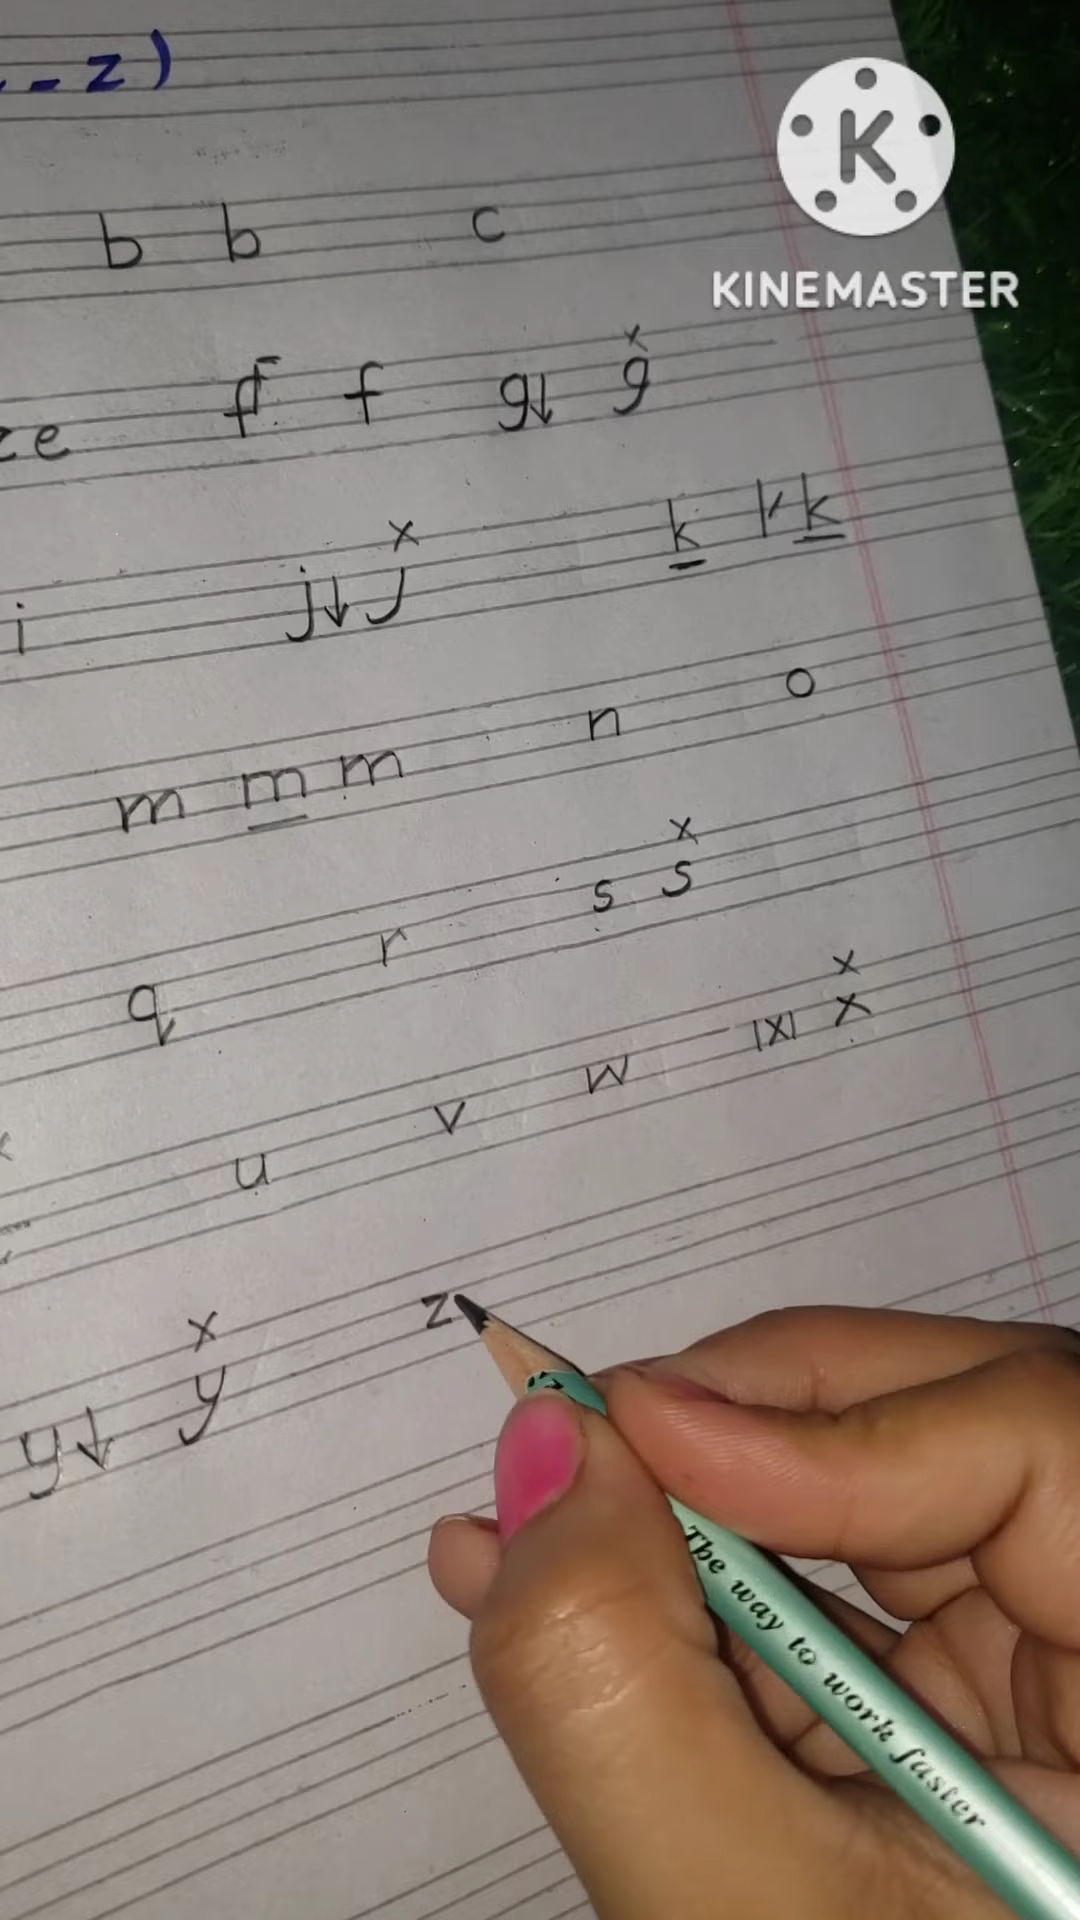 - z)
KINEMASTER
b b c
e f f g↓ x g
i j↓ x j k k
m m m n o
q r s x s
u v w |x| x x
y↓ x y z
The way to work faster